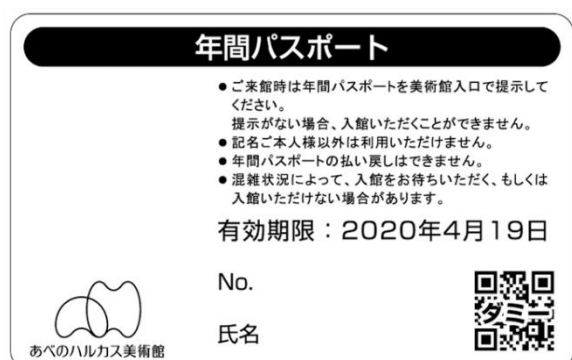 年間パスポート
● ご来館時は年間パスポートを美術館入口で提示して
ください。
提示がない場合、入館いただくことができません。
● 記名ご本人様以外は利用いただけません。
● 年間パスポートの払い戻しはできません。
● 混雑状況によって、入館をお待ちいただく、もしくは
入館いただけない場合があります。
有効期限：2020年4月19日
No.
ダミー
氏名
あべのハルカス美術館